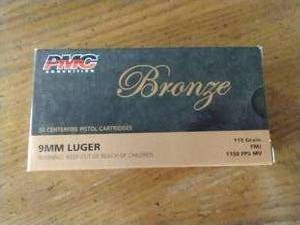 PMC
AMMUNITION
Bronze
50 CENTERFIRE PISTOL CARTRIDGES
9MM LUGER
WARNING: KEEP OUT OF REACH OF CHILDREN
115 Grain
FMJ
1150 FPS MV